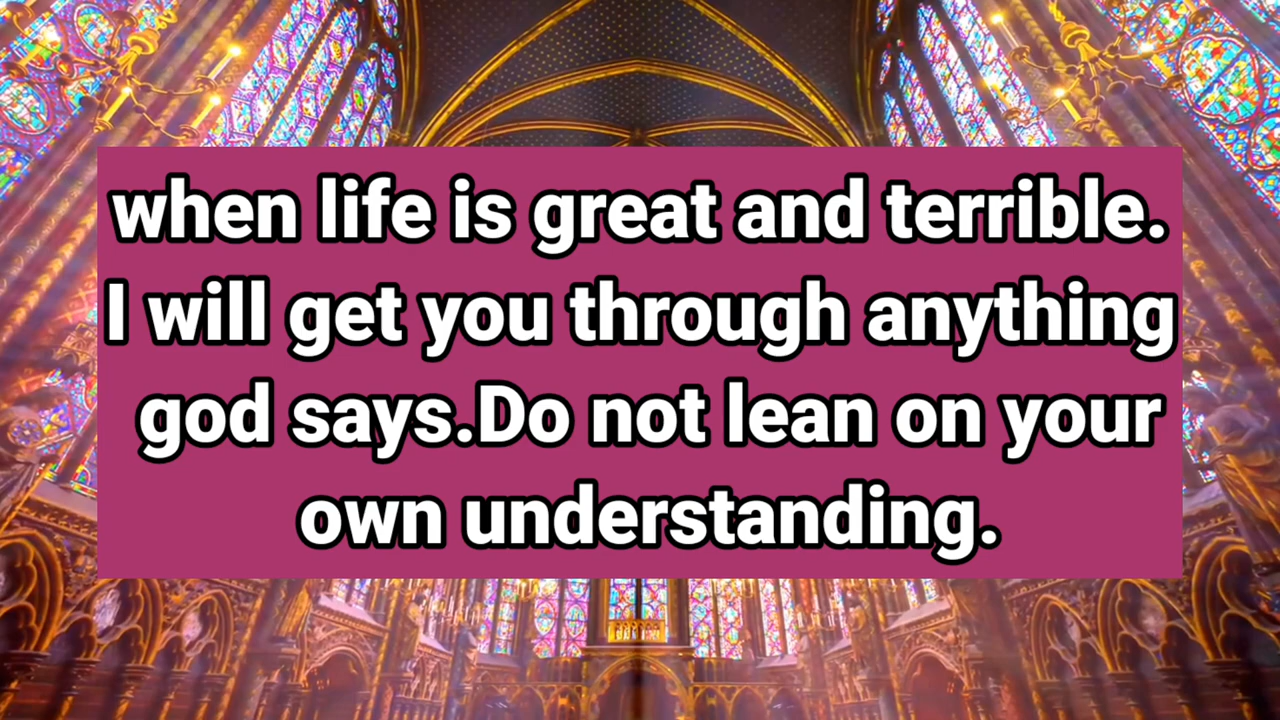 when life is great and terrible.
I will get you through anything
god says.Do not lean on your
own understanding.